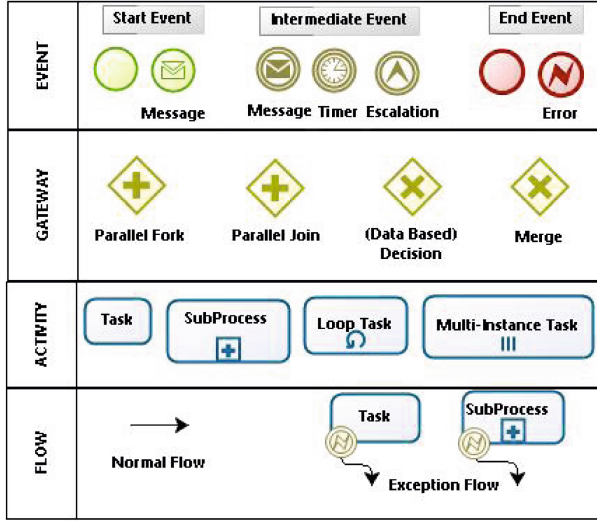 EVENT
Start Event
Intermediate Event
End Event
Message
Message
Timer
Escalation
Error
GATEWAY
Parallel Fork
Parallel Join
(Data Based)
Decision
Merge
ACTIVITY
Task
SubProcess
Loop Task
Multi-Instance Task
FLOW
Normal Flow
Task
SubProcess
Exception Flow